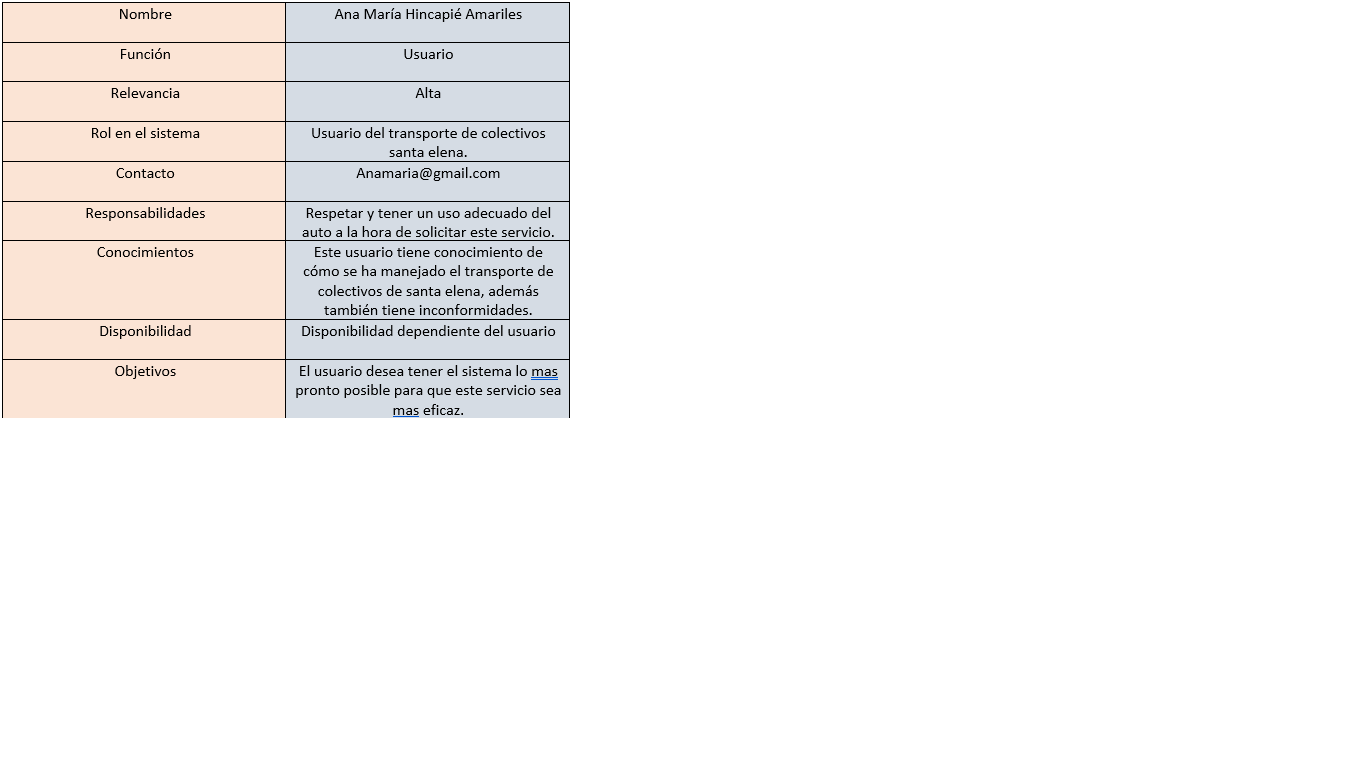 Nombre
Ana María Hincapié Amariles
Función
Usuario
Relevancia
Alta
Rol en el sistema
Usuario del transporte de colectivos
santa elena.
Contacto
Anamaria@gmail.com
Responsabilidades
Respetar y tener un uso adecuado del
auto a la hora de solicitar este servicio.
Conocimientos
Este usuario tiene conocimiento de
cómo se ha manejado el transporte de
colectivos de santa elena, además
también tiene inconformidades.
Disponibilidad
Disponibilidad dependiente del usuario
Objetivos
El usuario desea tener el sistema lo mas
pronto posible para que este servicio sea
mas eficaz.